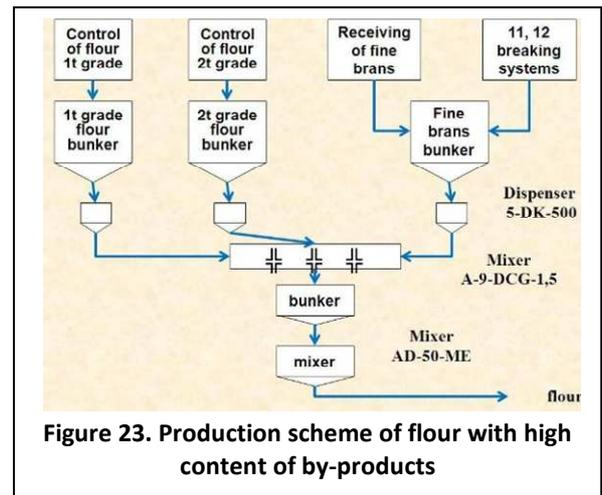 Control
of flour
1t grade
Control
of flour
2t grade
Receiving
of fine
brans
11, 12
breaking
systems
1t grade
flour
bunker
2t grade
flour
bunker
Fine
brans
bunker
Dispenser
5-DK-500
Mixer
A-9-DCG-1,5
bunker
Mixer
AD-50-ME
mixer
flour
Figure 23. Production scheme of flour with high
content of by-products